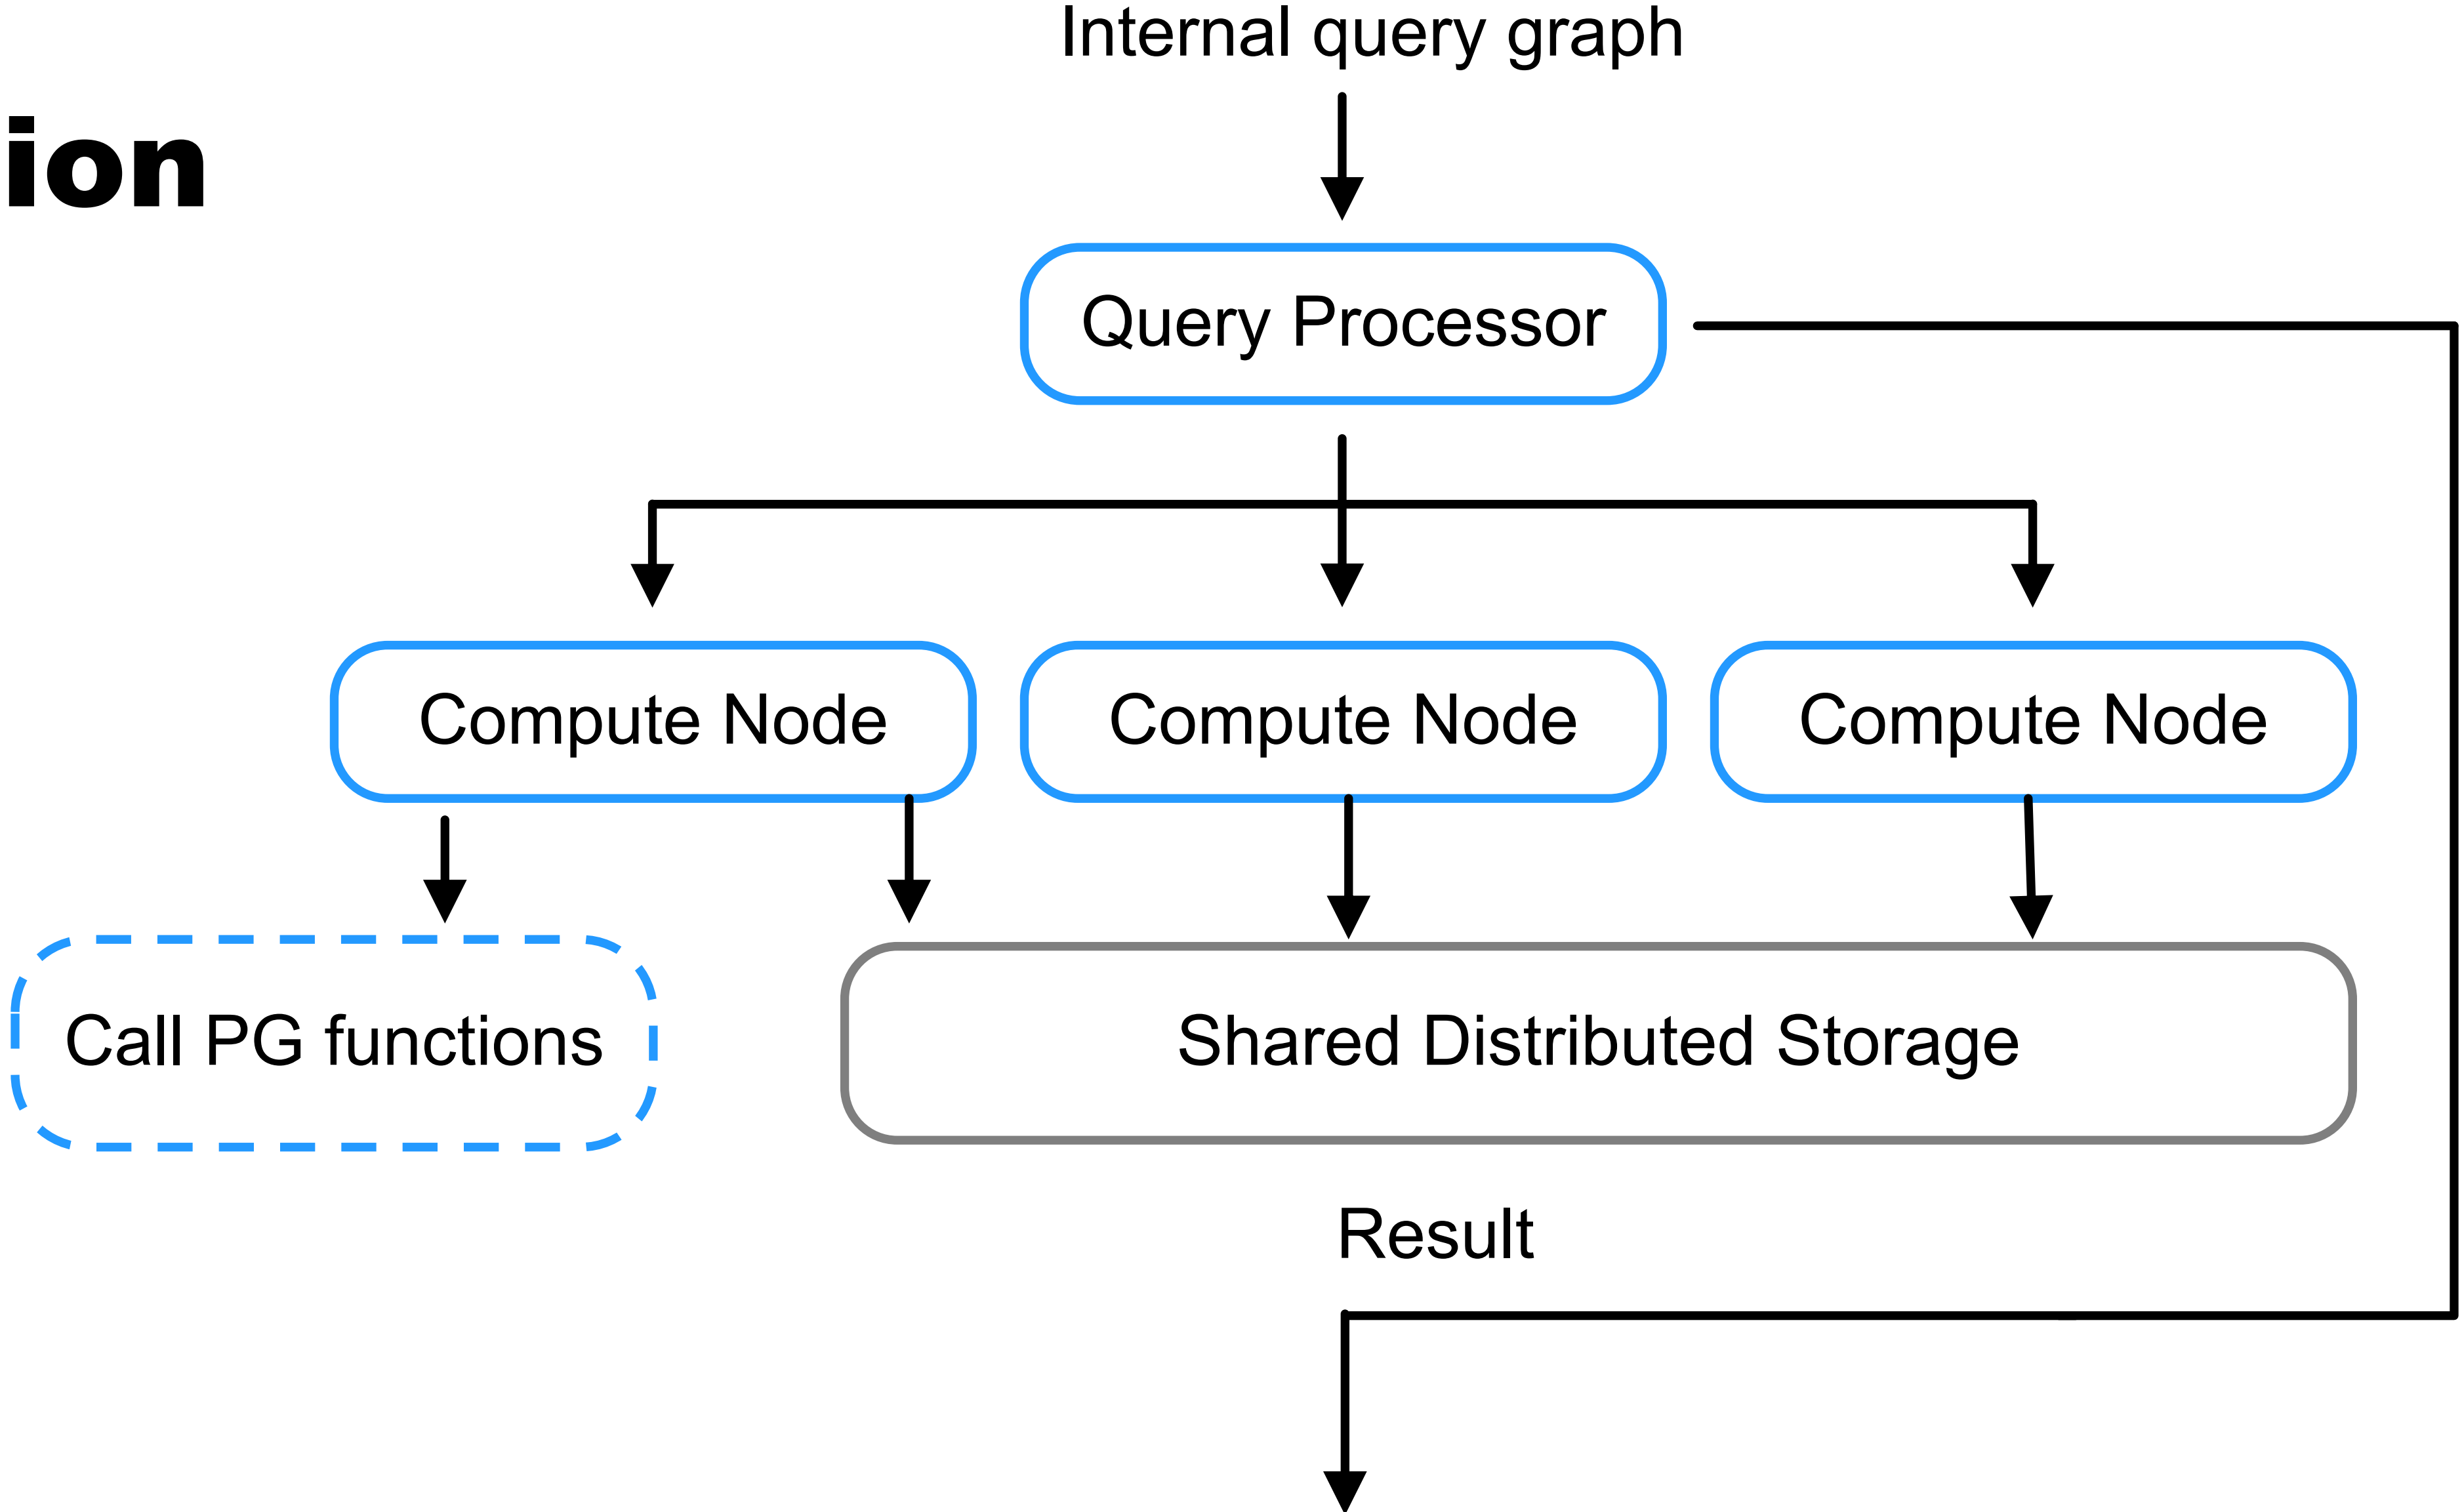 Internal query graph
ion
Query Processor
Compute Node
Compute Node
Compute Node
Call PG functions
Shared Distributed Storage
Result